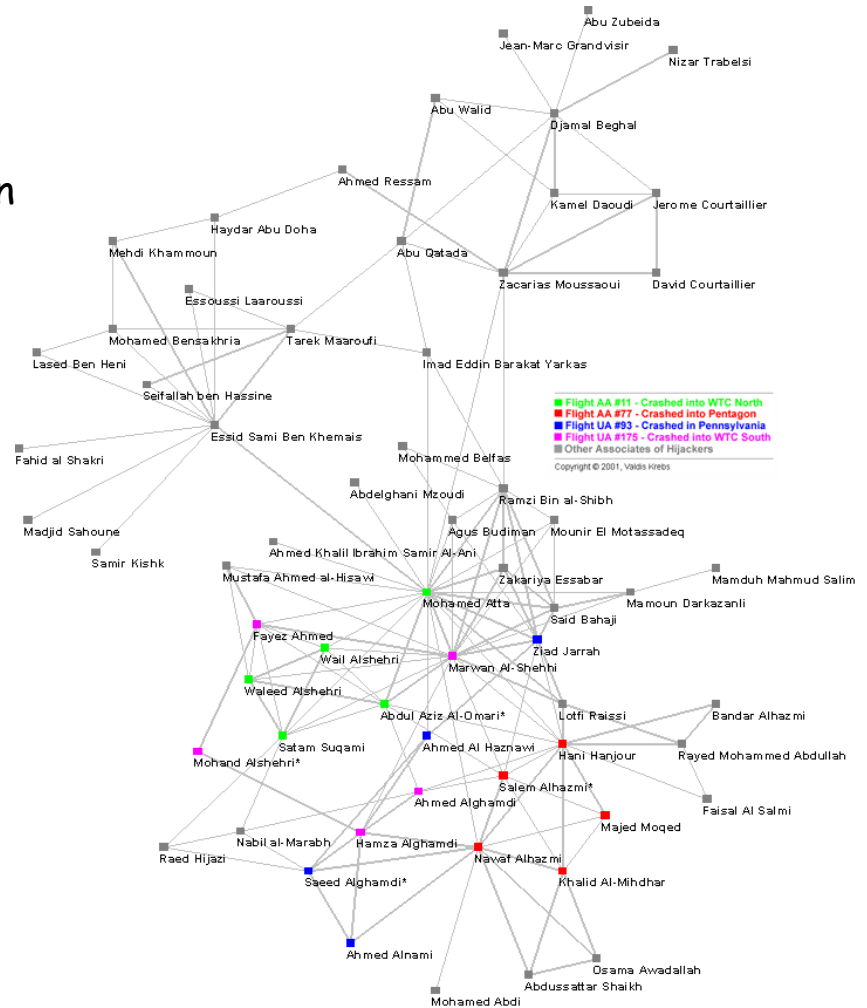 Abu Zubeida
Jean-Marc Grandvisir
Nizar Trabelsi
Abu Walid
Djamal Beghal
n
Ahmed Ressam
Kamel Daoudi
Jerome Courtaillier
Haydar Abu Doha
Mehdi Khammoun
Abu Qatada
Zacarias Moussaoui
David Courtaillier
Essoussi Laaroussi
Mohamed Bensakhria
Tarek Maaroufi
Lased Ben Heni
Imad Eddin Barakat Yarkas
Seifallah ben Hassine
Flight AA #11 - Crashed into WTC North
Flight AA #77 - Crashed into Pentagon
Flight UA #93 - Crashed in Pennsylvania
Flight UA #175 - Crashed into WTC South
Other Associates of Hijackers
Copyright © 2001, Valdis Krebs
Essid Sami Ben Khemais
Mohammed Belfas
Fahid al Shakri
Abdelghani Mzoudi
Ramzi Bin al-Shibh
Madjid Sahoune
Agus Budiman
Mounir El Motassadeq
Samir Kishk
Ahmed Khalil Ibrahim Samir Al-Ani
Mustafa Ahmed al-Hisawi
Zakariya Essabar
Mamduh Mahmud Salim
Mohamed Atta
Mamoun Darkazanli
Said Bahaji
Fayez Ahmed
Ziad Jarrah
Wail Alshehri
Marwan Al-Shehhi
Waleed Alshehri
Abdul Aziz Al-Omari*
Lotfi Raissi
Bandar Alhazmi
Satam Suqami
Ahmed Al Haznawi
Hani Hanjour
Rayed Mohammed Abdullah
Mohand Alshehri*
Salem Alhazmi*
Ahmed Alghamdi
Faisal Al Salmi
Majed Moqed
Nabil al-Marabh
Hamza Alghamdi
Raed Hijazi
Nawaf Alhazmi
Saeed Alghamdi*
Khalid Al-Mihdhar
Ahmed Alnami
Osama Awadallah
Abdussattar Shaikh
Mohamed Abdi